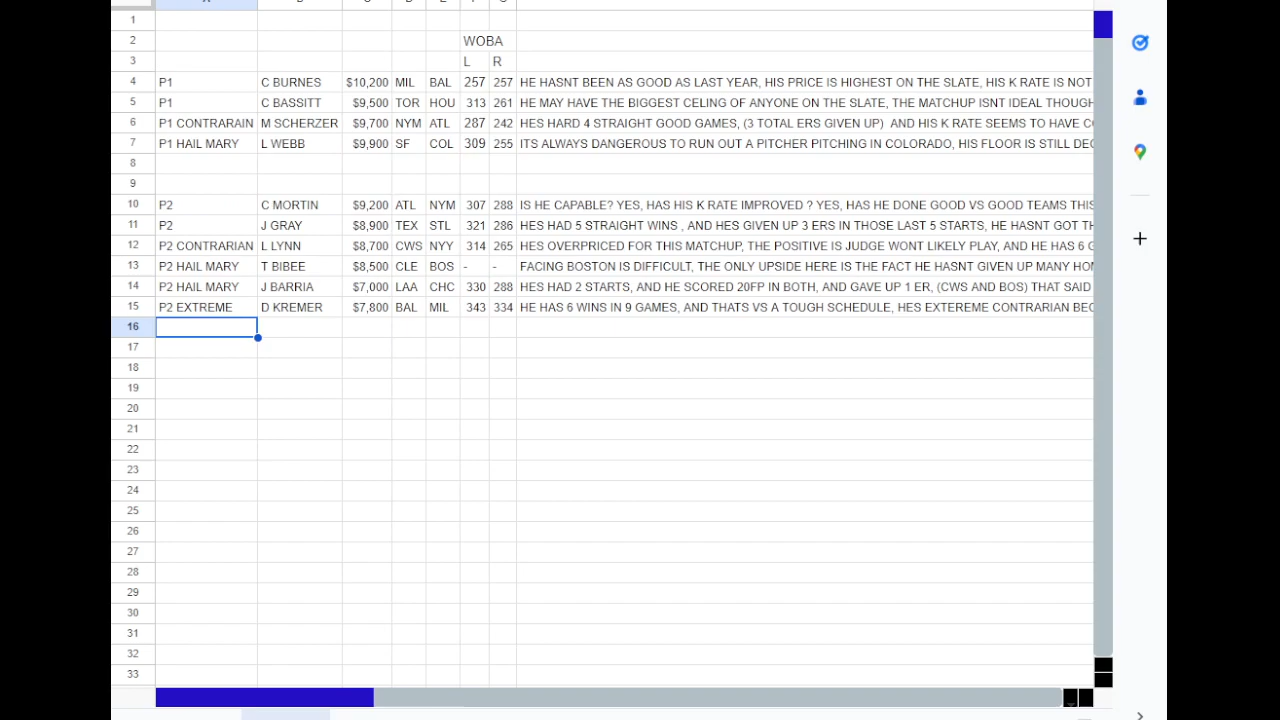 1
2 WOBA
3 L R
4 P1 C BURNES $10,200 MIL BAL 257 257 HE HASNT BEEN AS GOOD AS LAST YEAR, HIS PRICE IS HIGHEST ON THE SLATE, HIS K RATE IS NOT
5 P1 C BASSITT $9,500 TOR HOU 313 261 HE MAY HAVE THE BIGGEST CELING OF ANYONE ON THE SLATE, THE MATCHUP ISNT IDEAL THOUGH
6 P1 CONTRARAIN M SCHERZER $9,700 NYM ATL 287 242 HES HARD 4 STRAIGHT GOOD GAMES, (3 TOTAL ERS GIVEN UP) AND HIS K RATE SEEMS TO HAVE
7 P1 HAIL MARY L WEBB $9,900 SF COL 309 255 ITS ALWAYS DANGEROUS TO RUN OUT A PITCHER PITCHING IN COLORADO, HIS FLOOR IS STILL
8
9
10 P2 C MORTIN $9,200 ATL NYM 307 288 IS HE CAPABLE? YES, HAS HIS K RATE IMPROVED ? YES, HAS HE DONE GOOD VS GOOD TEAMS THIS
11 P2 J GRAY $8,900 TEX STL 321 286 HES HAD 5 STRAIGHT WINS , AND HES GIVEN UP 3 ERS IN THOSE LAST 5 STARTS, HE HASNT GOT
12 P2 CONTRARIAN L LYNN $8,700 CWS NYY 314 265 HES OVERPRICED FOR THIS MATCHUP, THE POSITIVE IS JUDGE WONT LIKELY PLAY, AND HE HAS 6
13 P2 HAIL MARY T BIBEE $8,500 CLE BOS - - FACING BOSTON IS DIFFICULT, THE ONLY UPSIDE HERE IS THE FACT HE HASNT GIVEN UP MANY
14 P2 HAIL MARY J BARRIA $7,000 LAA CHC 330 288 HES HAD 2 STARTS, AND HE SCORED 20FP IN BOTH, AND GAVE UP 1 ER, (CWS AND BOS) THAT SAID
15 P2 EXTREME D KREMER $7,800 BAL MIL 343 334 HE HAS 6 WINS IN 9 GAMES, AND THATS VS A TOUGH SCHEDULE, HES EXTEREME CONTRARIAN
16
17
18
19
20
21
22
23
24
25
26
27
28
29
30
31
32
33